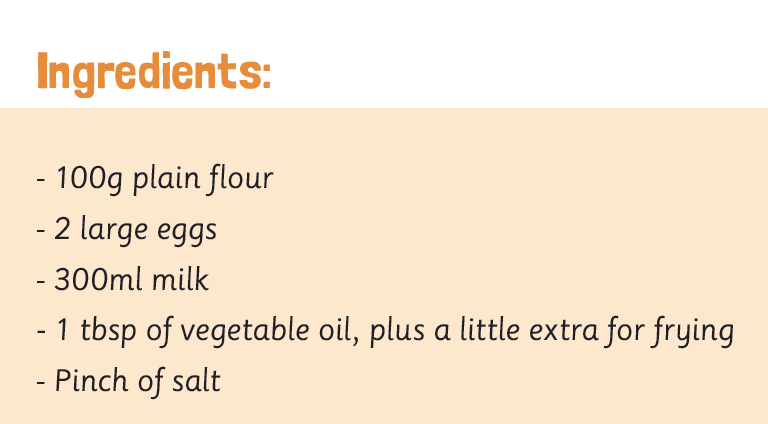 Ingredients:
- 100g plain flour
- 2 large eggs
- 300ml milk
- 1 tbsp of vegetable oil, plus a little extra for frying
- Pinch of salt